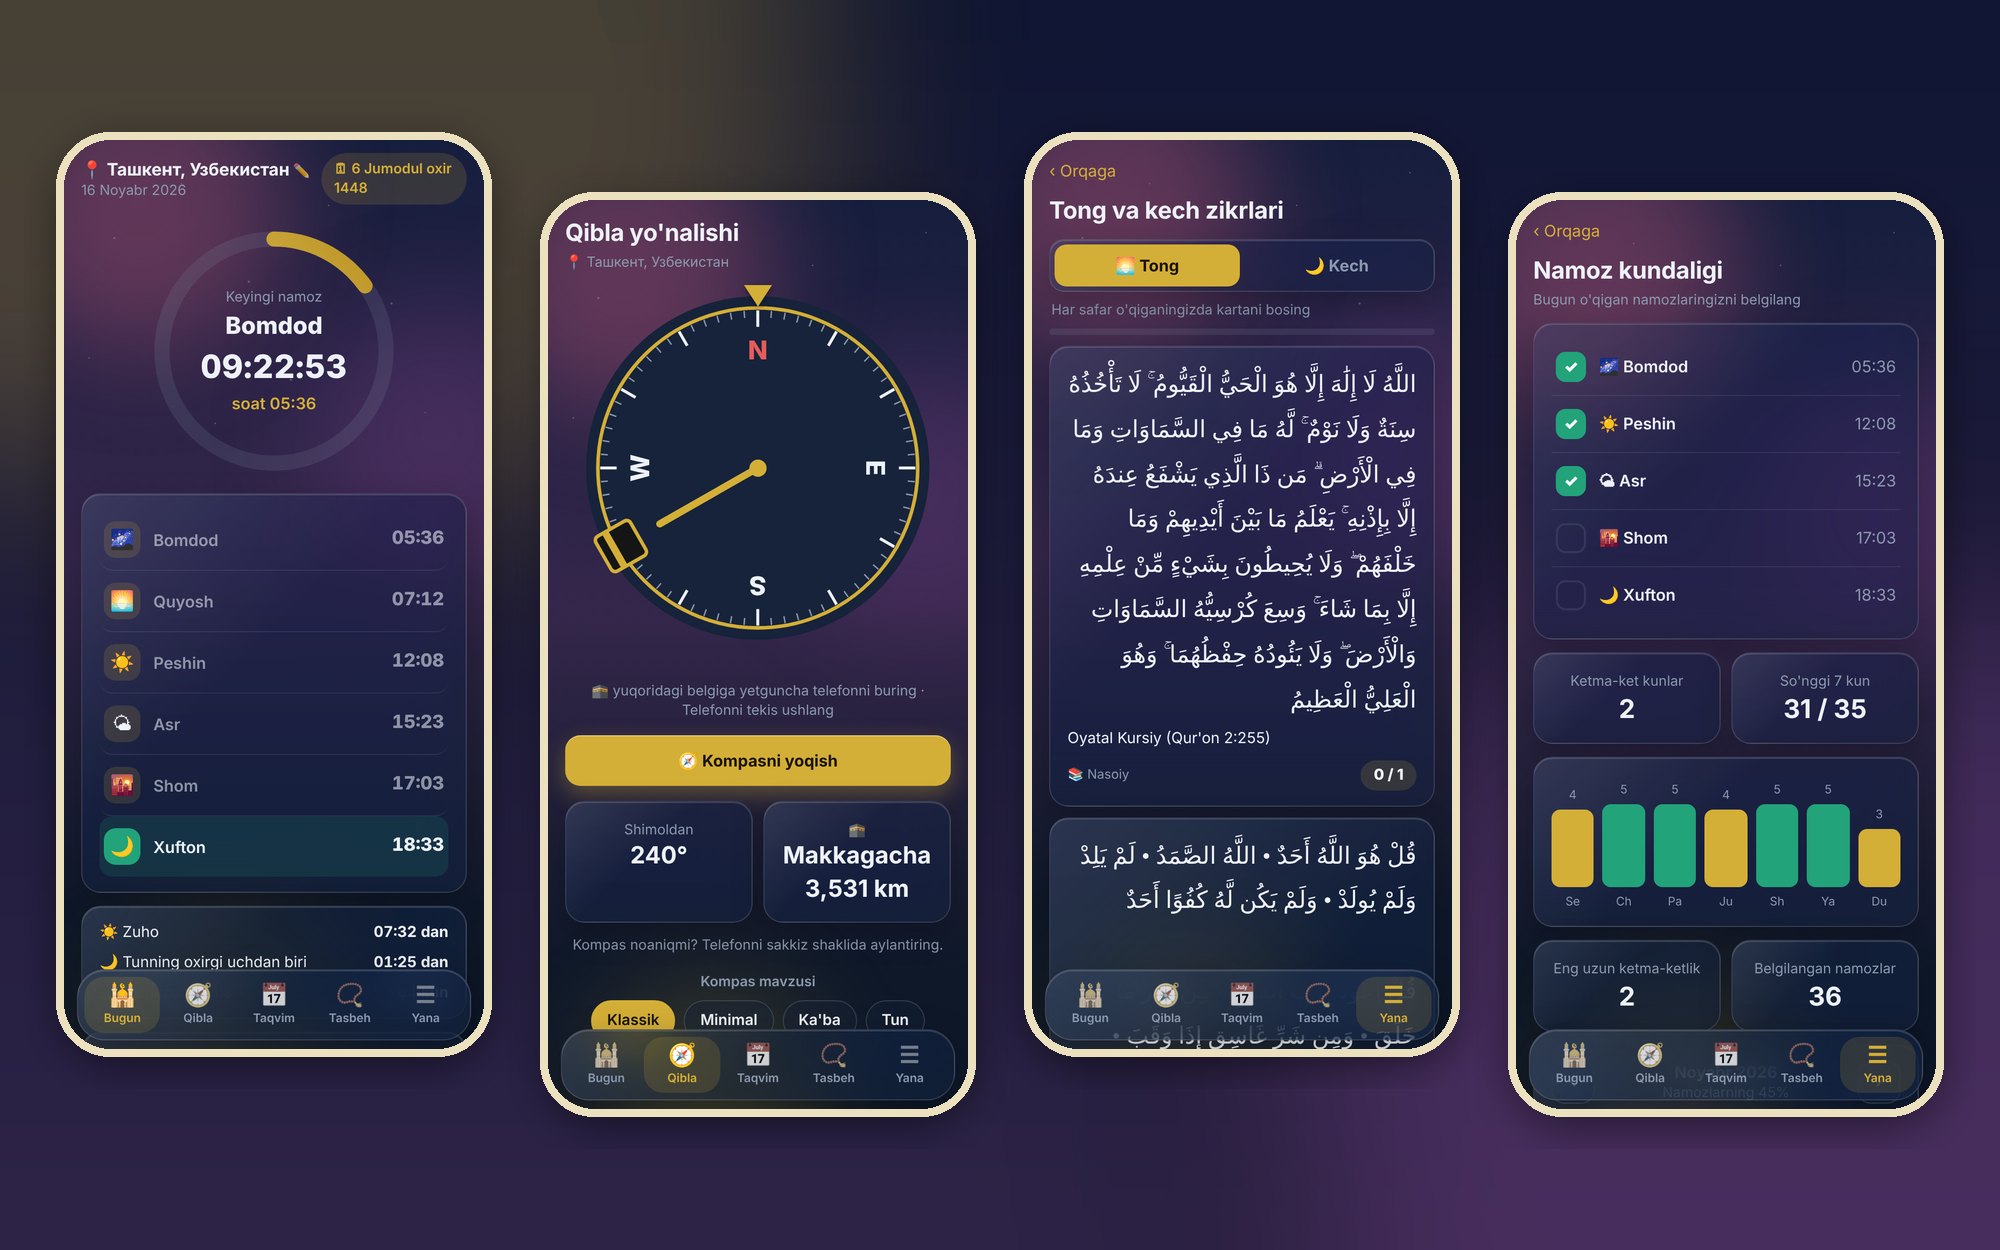 📍 Ташкент, Узбекистан ✏️
16 Noyabr 2026
🗓 6 Jumodul oxir
1448
Keyingi namoz
Bomdod
09:22:53
soat 05:36
Bomdod 05:36
Quyosh 07:12
Peshin 12:08
Asr 15:23
Shom 17:03
Xufton 18:33
☀️ Zuho 07:32 dan
🌙 Tunning oxirgi uchdan biri 01:25 dan
Bugun Qibla Taqvim Tasbeh Yana
Qibla yo'nalishi
📍 Ташкент, Узбекистан
N
W E
S
🕋 yuqoridagi belgiga yetguncha telefonni buring ·
Telefonni tekis ushlang
🧭 Kompasni yoqish
Shimoldan
240°
🕋
Makkagacha
3,531 km
Kompas noaniqmi? Telefonni sakkiz shaklida aylantiring.
Kompas mavzusi
Klassik Minimal Ka'ba Tun
Bugun Qibla Taqvim Tasbeh Yana
‹ Orqaga
Tong va kech zikrlari
🌅 Tong 🌙 Kech
Har safar o'qiganingizda kartani bosing
اللَّهُ لَا إِلَٰهَ إِلَّا هُوَ الْحَيُّ الْقَيُّومُ ۚ لَا تَأْخُذُهُ
سِنَةٌ وَلَا نَوْمٌ ۚ لَّهُ مَا فِي السَّمَاوَاتِ وَمَا
فِي الْأَرْضِ ۗ مَن ذَا الَّذِي يَشْفَعُ عِندَهُ
إِلَّا بِإِذْنِهِ ۚ يَعْلَمُ مَا بَيْنَ أَيْدِيهِمْ وَمَا
خَلْفَهُمْ ۖ وَلَا يُحِيطُونَ بِشَيْءٍ مِّنْ عِلْمِهِ
إِلَّا بِمَا شَاءَ ۚ وَسِعَ كُرْسِيُّهُ السَّمَاوَاتِ
وَالْأَرْضَ ۖ وَلَا يَئُودُهُ حِفْظُهُمَا ۚ وَهُوَ
الْعَلِيُّ الْعَظِيمُ
Oyatal Kursiy (Qur'on 2:255)
📚 Nasoiy 0 / 1
قُلْ هُوَ اللَّهُ أَحَدٌ • اللَّهُ الصَّمَدُ • لَمْ يَلِدْ
وَلَمْ يُولَدْ • وَلَمْ يَكُن لَّهُ كُفُوًا أَحَدٌ
Bugun Qibla Taqvim Tasbeh Yana
خَلَقَ • وَمِن شَرِّ غَاسِقٍ إِذَا وَقَبَ •
‹ Orqaga
Namoz kundaligi
Bugun o'qigan namozlaringizni belgilang
Bomdod 05:36
Peshin 12:08
Asr 15:23
Shom 17:03
Xufton 18:33
Ketma-ket kunlar
2
So'nggi 7 kun
31 / 35
4 5 5 4 5 5 3
Se Ch Pa Ju Sh Ya Du
Eng uzun ketma-ketlik
2
Belgilangan namozlar
36
Noyabr 2026
Bugun Qibla Taqvim Tasbeh Yana
Namozlarning 45%